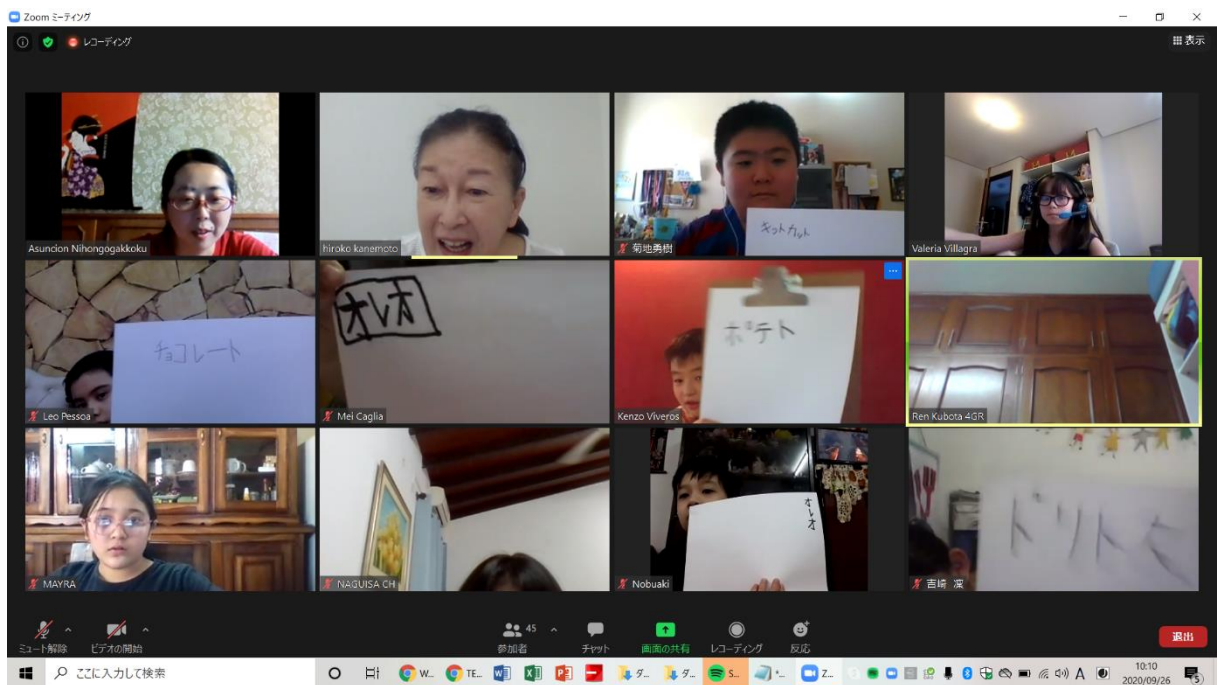 Zoom ミーティング
レコーディング
表示
Asuncion Nihongogakkoku
hiroko kanemoto
菊地勇樹
キットカット
Valeria Villagra
チョコレート
Leo Pessoa
オレオ
Mei Caglia
ポテト
Kenzo Viveros
Ren Kubota 4GR
MAYRA
NAGUISA CH
オレオ
Nobuaki
吉崎 凜
ミュート解除
ビデオの開始
45
参加者
チャット
画面の共有
レコーディング
反応
退出
ここに入力して検索
W...
TE...
ダ...
ダ...
S...
Z...
A
10:10
2020/09/26
5